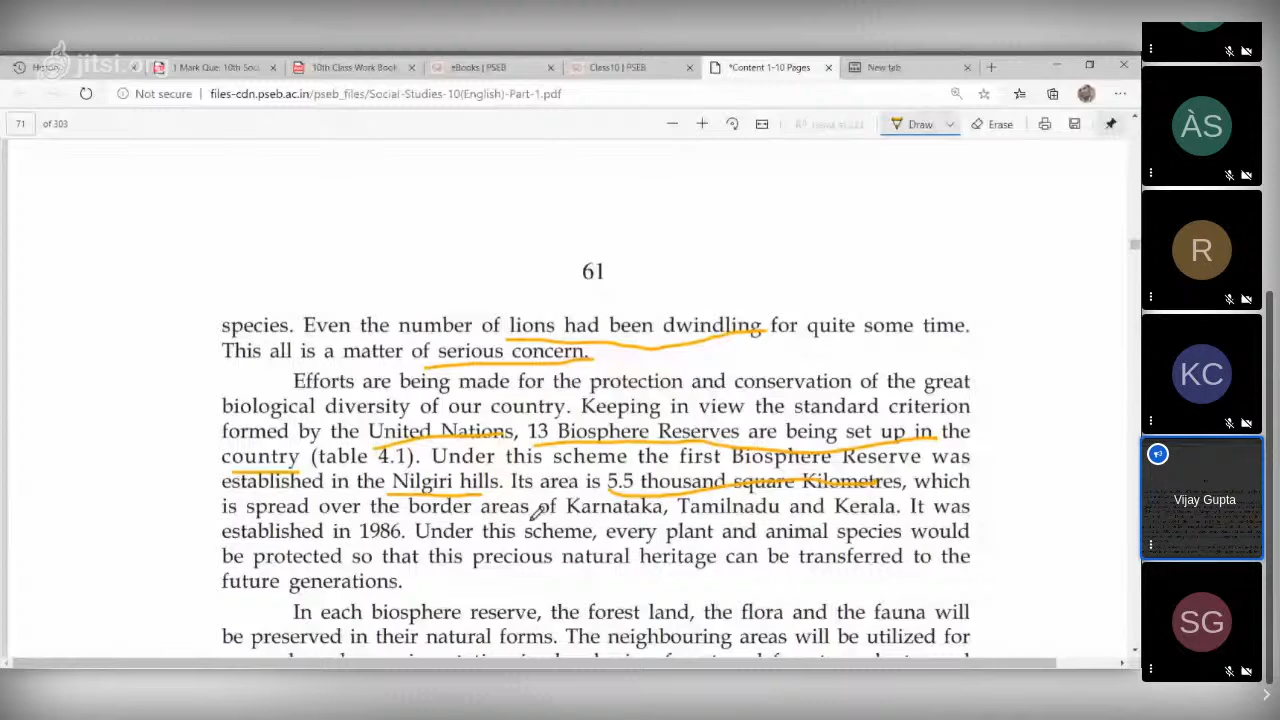 jitsi.org
1 Mark Que: 10th Sou
10th Class Work Book
*Books | PSEB
Class10 | PSEB
*Content 1-10 Pages
New tab
Not secure
files-cdn.pseb.ac.in/pseb_files/Social-Studies-10(English)-Part-1.pdf
71 of 303
Draw
Erase
61
species. Even the number of lions had been dwindling for quite some time.
This all is a matter of serious concern.
Efforts are being made for the protection and conservation of the great
biological diversity of our country. Keeping in view the standard criterion
formed by the United Nations, 13 Biosphere Reserves are being set up in the
country (table 4.1). Under this scheme the first Biosphere Reserve was
established in the Nilgiri hills. Its area is 5.5 thousand square Kilometres, which
is spread over the border areas of Karnataka, Tamilnadu and Kerala. It was
established in 1986. Under this scheme, every plant and animal species would
be protected so that this precious natural heritage can be transferred to the
future generations.
In each biosphere reserve, the forest land, the flora and the fauna will
be preserved in their natural forms. The neighbouring areas will be utilized for
ÀS
R
KC
Vijay Gupta
SG